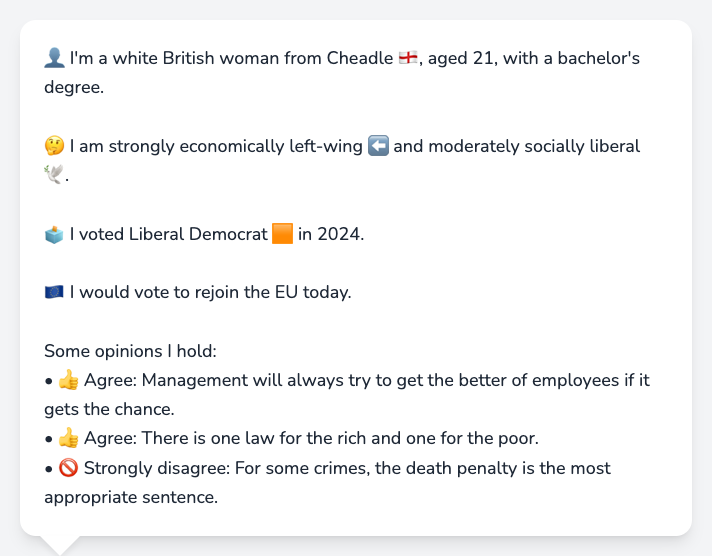 👤 I'm a white British woman from Cheadle 🏴󠁧󠁢󠁥󠁮󠁧󠁿, aged 21, with a bachelor's
degree.
🤔 I am strongly economically left-wing ⬅️ and moderately socially liberal
🕊️.
🗳️ I voted Liberal Democrat 🟧 in 2024.
🇪🇺 I would vote to rejoin the EU today.
Some opinions I hold:
• 👍 Agree: Management will always try to get the better of employees if it
gets the chance.
• 👍 Agree: There is one law for the rich and one for the poor.
• 🚫 Strongly disagree: For some crimes, the death penalty is the most
appropriate sentence.